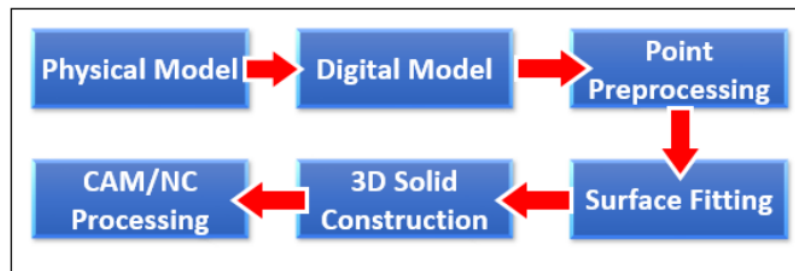 Physical Model
Digital Model
Point
Preprocessing
Surface Fitting
3D Solid
Construction
CAM/NC
Processing